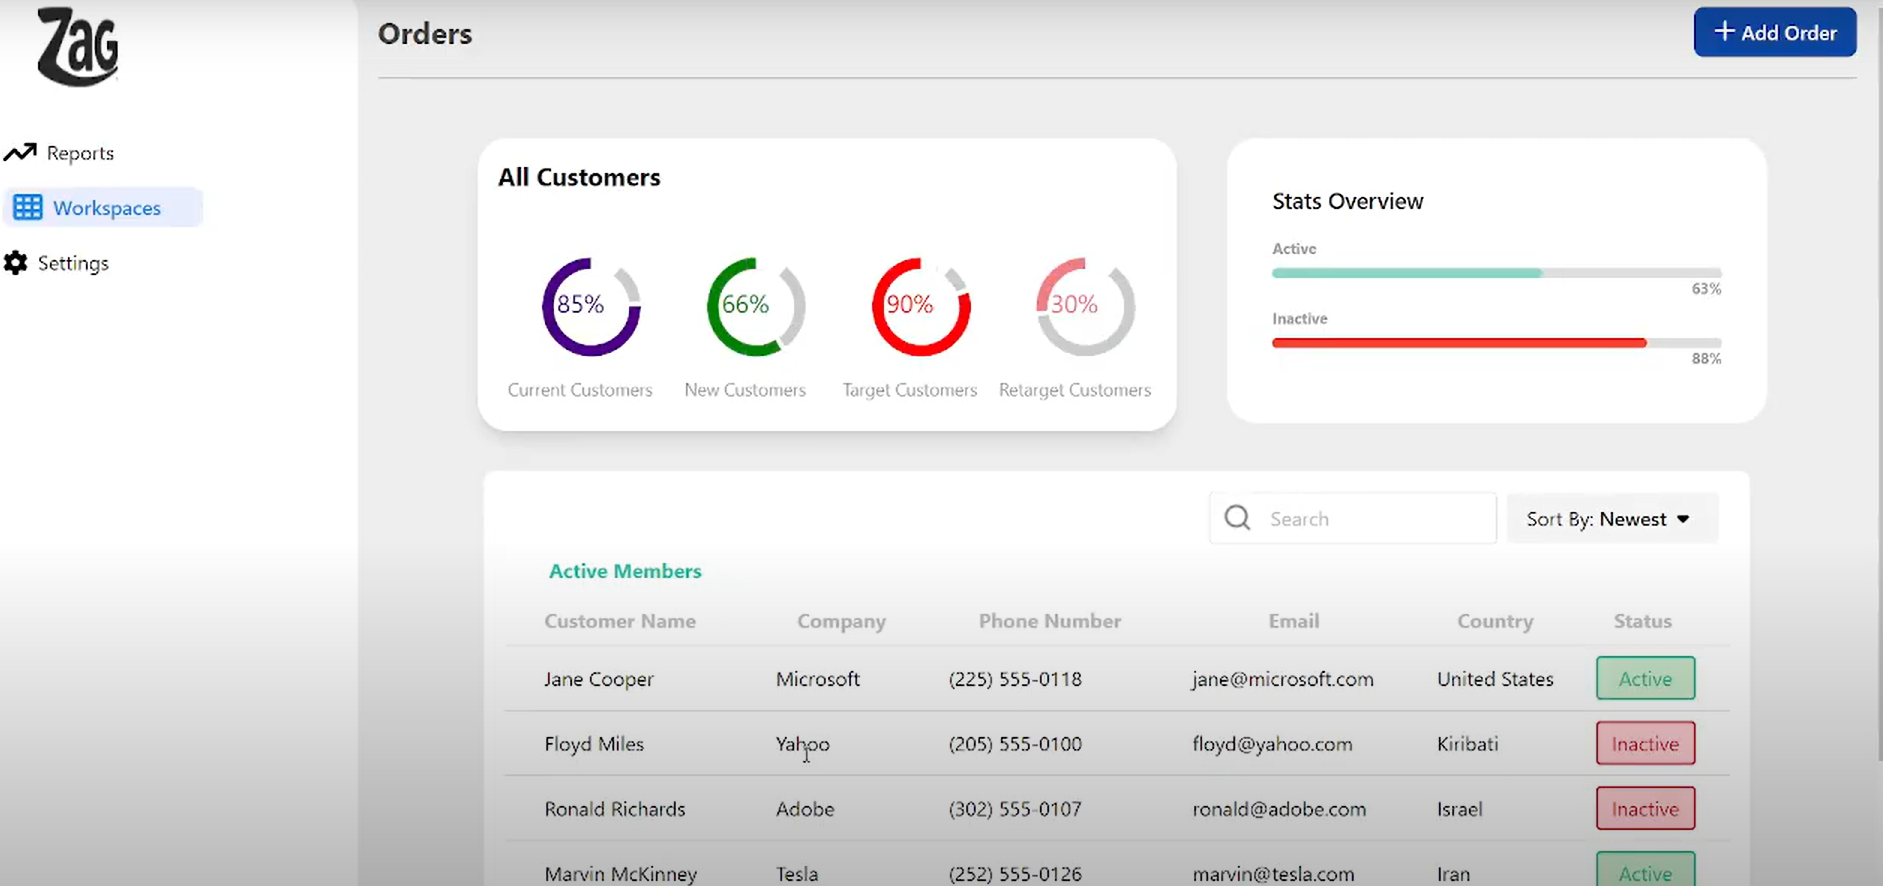 Zag
Orders
+ Add Order
Reports
Workspaces
Settings
All Customers
85%
66%
90%
30%
Current Customers
New Customers
Target Customers
Retarget Customers
Stats Overview
Active
63%
Inactive
88%
Search
Sort By: Newest
Active Members
Customer Name Company Phone Number Email Country Status
Jane Cooper Microsoft (225) 555-0118 jane@microsoft.com United States Active
Floyd Miles Yahoo (205) 555-0100 floyd@yahoo.com Kiribati Inactive
Ronald Richards Adobe (302) 555-0107 ronald@adobe.com Israel Inactive
Marvin McKinney Tesla (252) 555-0126 marvin@tesla.com Iran Active